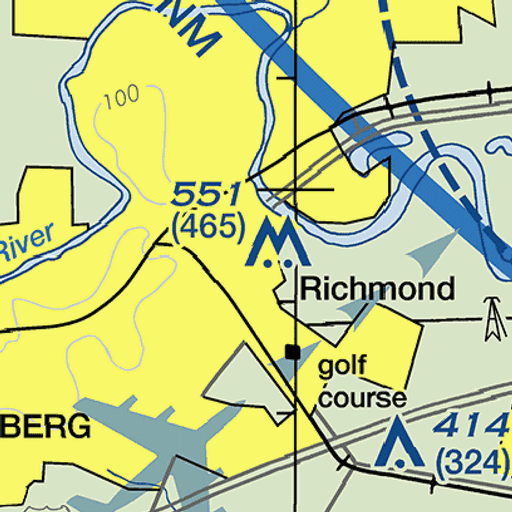 NM
100
551
(465)
River
Richmond
golf
course
BERG
414
(324)